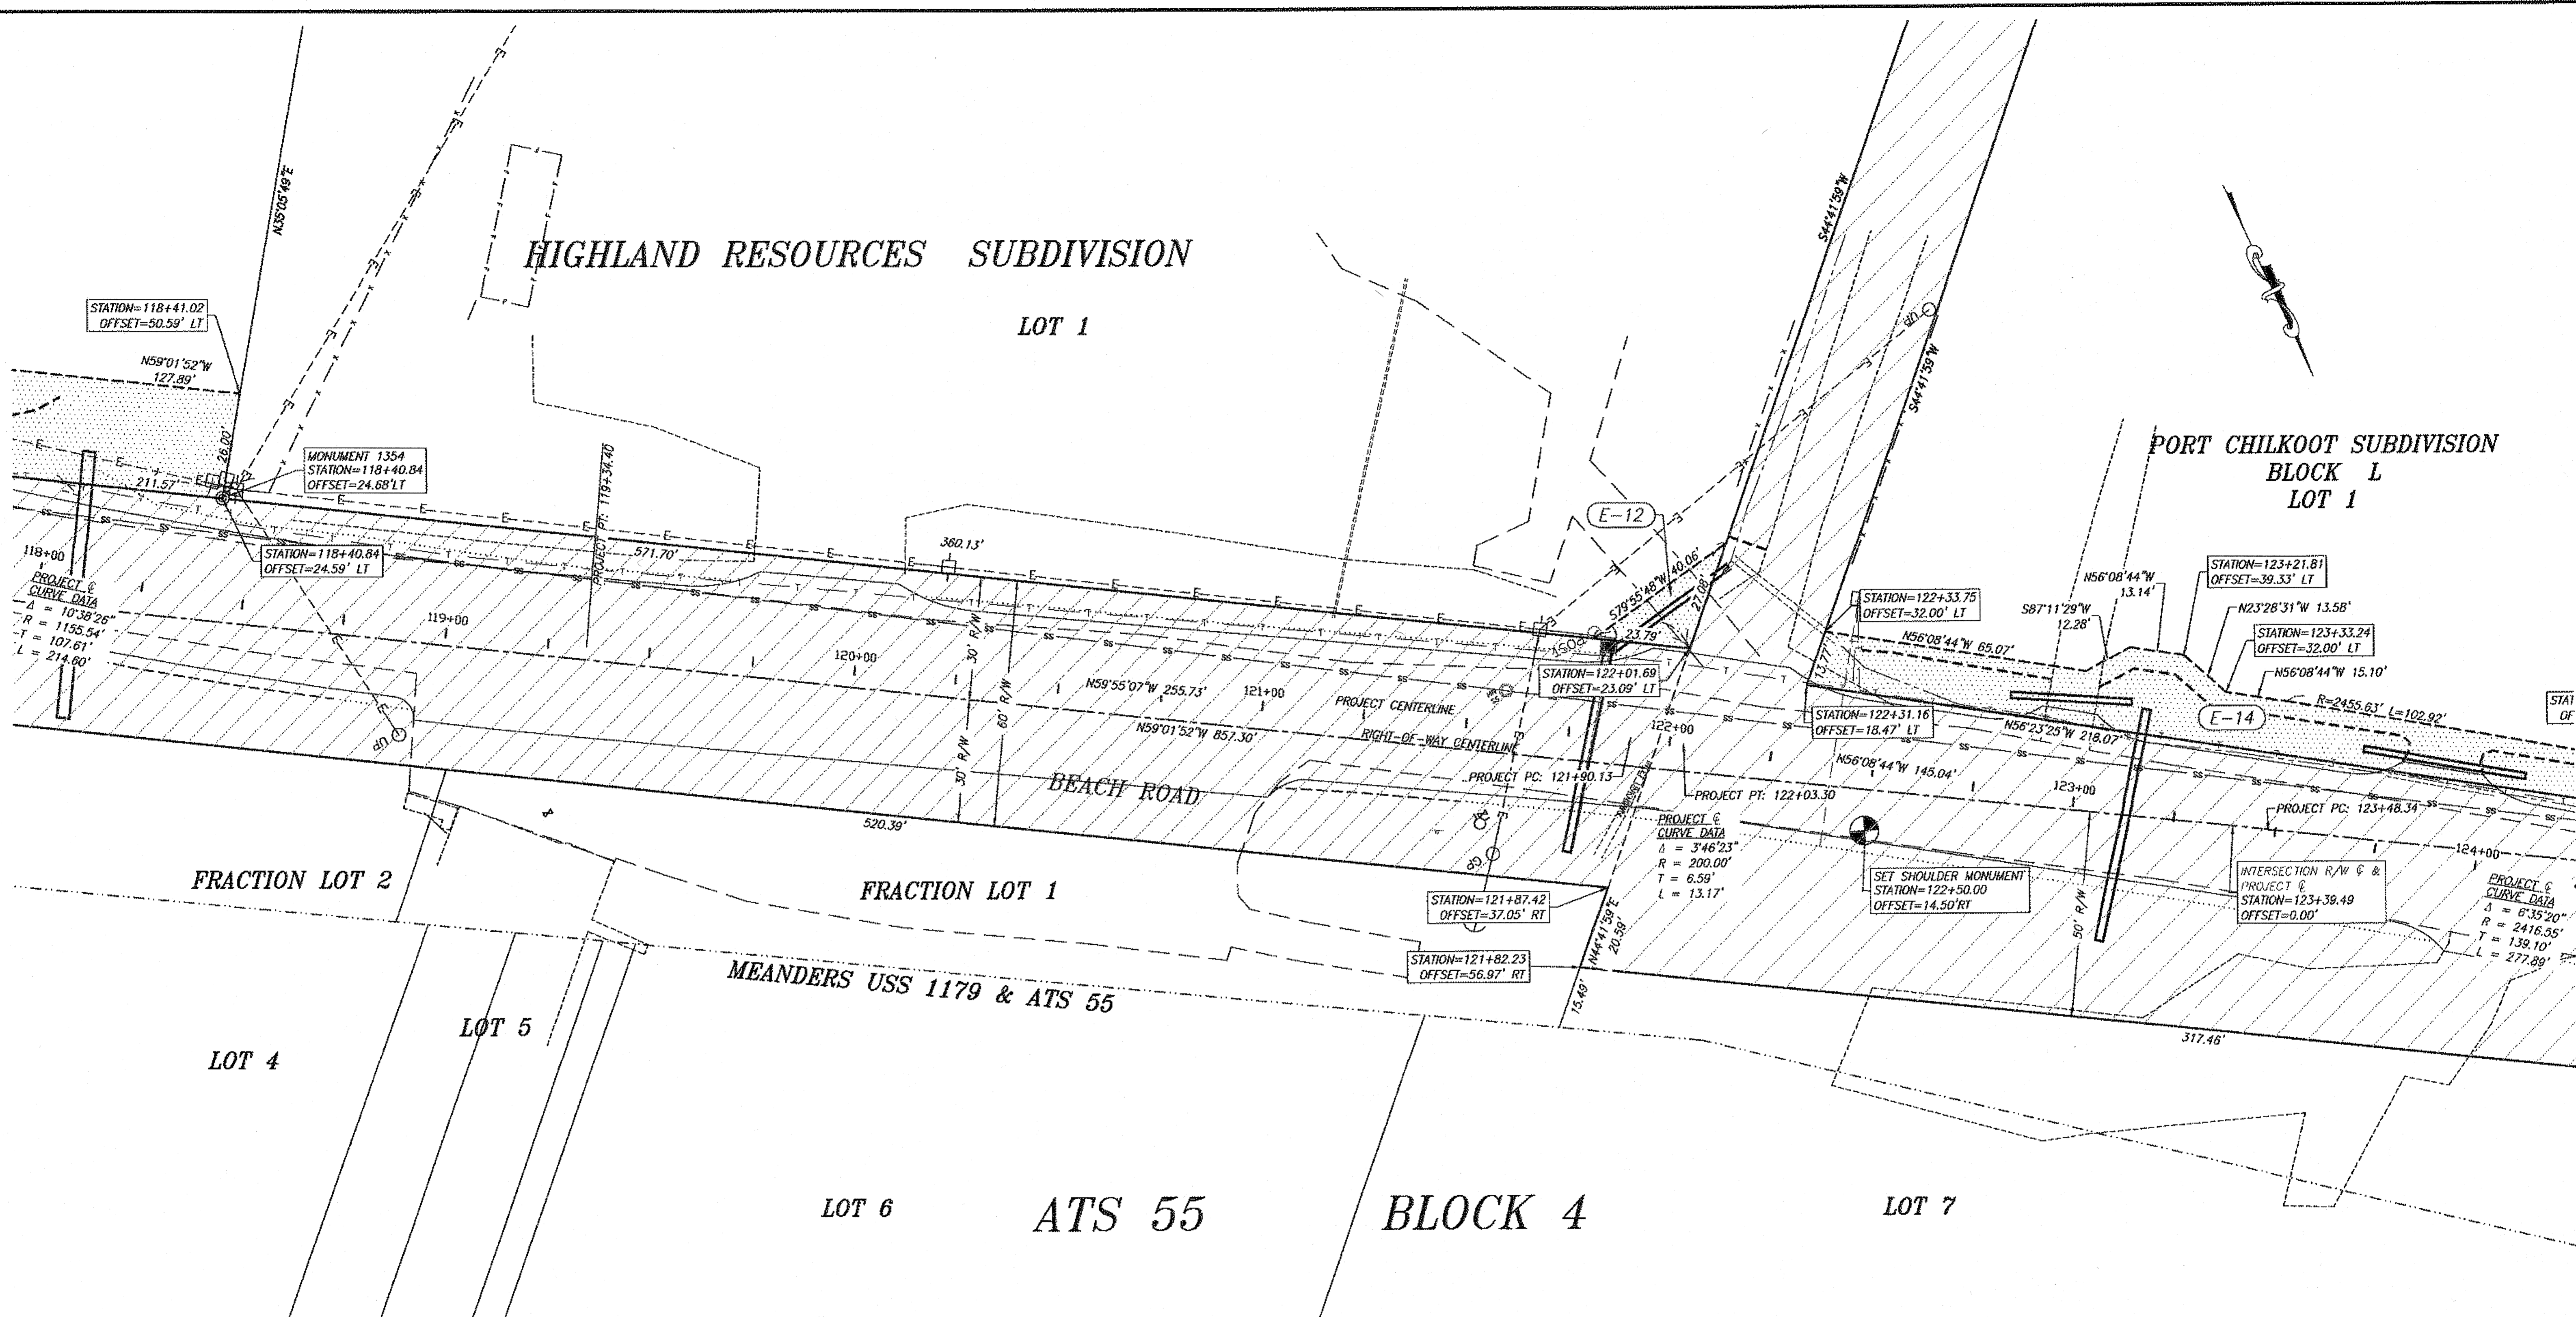 HIGHLAND RESOURCES SUBDIVISION
LOT 1
N35°05'49"E
STATION=118+41.02
OFFSET=50.59' LT
N59°01'52"W
127.89'
26.00'
211.57'
MONUMENT 1354
STATION=118+40.84
OFFSET=24.68'LT
STATION=118+40.84
OFFSET=24.59' LT
PROJECT PT: 119+34.40
571.70'
360.13'
118+00
PROJECT ℄
CURVE DATA
Δ = 10°38'26"
R = 1155.54'
T = 107.61'
L = 214.60'
119+00
120+00
30' R/W
60' R/W
30' R/W
N59°55'07"W 255.73'
121+00
N59°01'52"W 857.30'
PROJECT CENTERLINE
RIGHT-OF-WAY CENTERLINE
BEACH ROAD
520.39'
UP
E-12
S79°55'48"W 40.06'
27.08'
23.79'
STATION=122+01.69
OFFSET=23.09' LT
S44°41'59"W
S44°41'59"W
UP
PROJECT PC: 121+90.13
122+00
PROJECT PT: 122+03.30
PROJECT ℄
CURVE DATA
Δ = 3°46'23"
R = 200.00'
T = 6.59'
L = 13.17'
GP
STATION=121+87.42
OFFSET=37.05' RT
STATION=121+82.23
OFFSET=56.97' RT
N44°41'59"E
20.59'
15.49'
PORT CHILKOOT SUBDIVISION
BLOCK L
LOT 1
STATION=122+33.75
OFFSET=32.00' LT
13.77'
STATION=122+31.16
OFFSET=18.47' LT
N56°08'44"W 65.07'
S87°11'29"W
12.28'
N56°08'44"W
13.14'
STATION=123+21.81
OFFSET=39.33' LT
N23°28'31"W 13.58'
STATION=123+33.24
OFFSET=32.00' LT
N56°08'44"W 15.10'
R=2455.63' L=102.92'
E-14
N56°23'25"W 218.07'
N56°08'44"W 145.04'
123+00
PROJECT PC: 123+48.34
124+00
STAT
OF
SET SHOULDER MONUMENT
STATION=122+50.00
OFFSET=14.50'RT
50' R/W
INTERSECTION R/W ℄ &
PROJECT ℄
STATION=123+39.49
OFFSET=0.00'
PROJECT ℄
CURVE DATA
Δ = 6°35'20"
R = 2416.55'
T = 139.10'
L = 277.89'
317.46'
FRACTION LOT 2
FRACTION LOT 1
MEANDERS USS 1179 & ATS 55
LOT 4
LOT 5
LOT 6
ATS 55
BLOCK 4
LOT 7